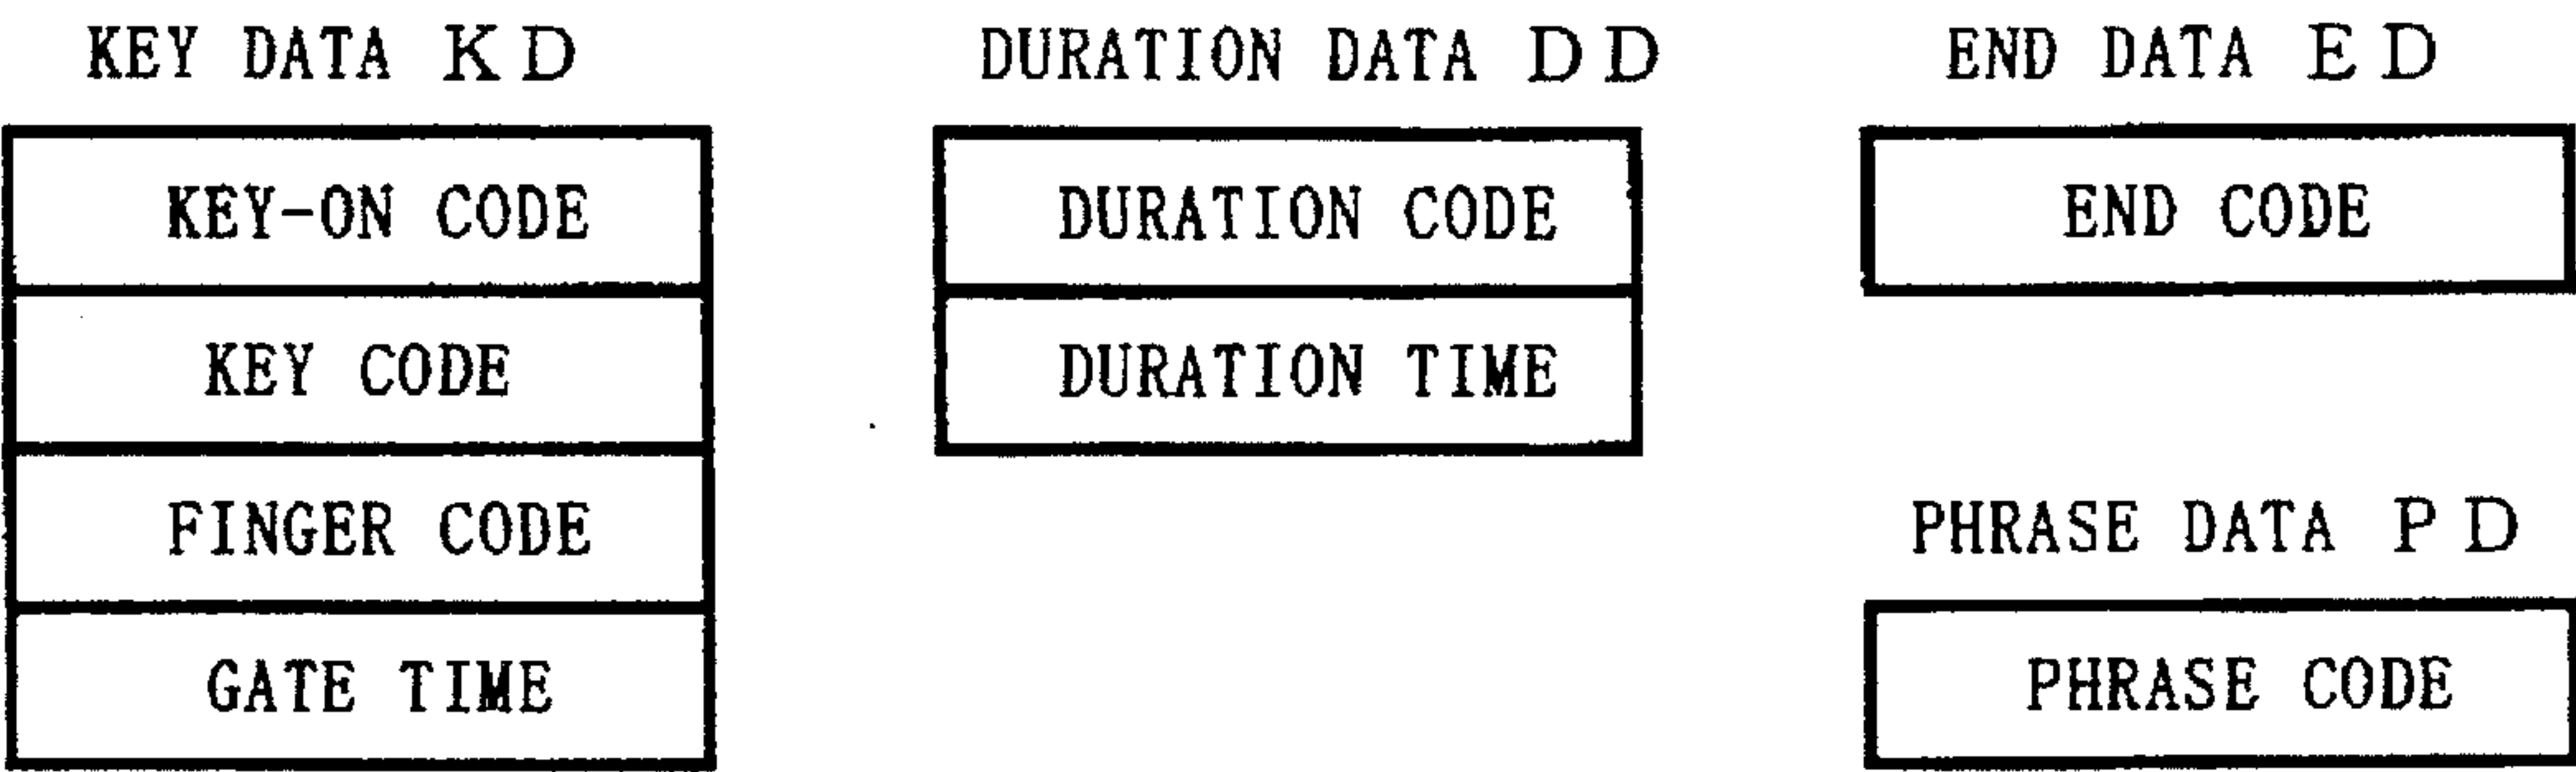 KEY DATA KD
KEY-ON CODE
KEY CODE
FINGER CODE
GATE TIME
DURATION DATA DD
DURATION CODE
DURATION TIME
END DATA ED
END CODE
PHRASE DATA PD
PHRASE CODE